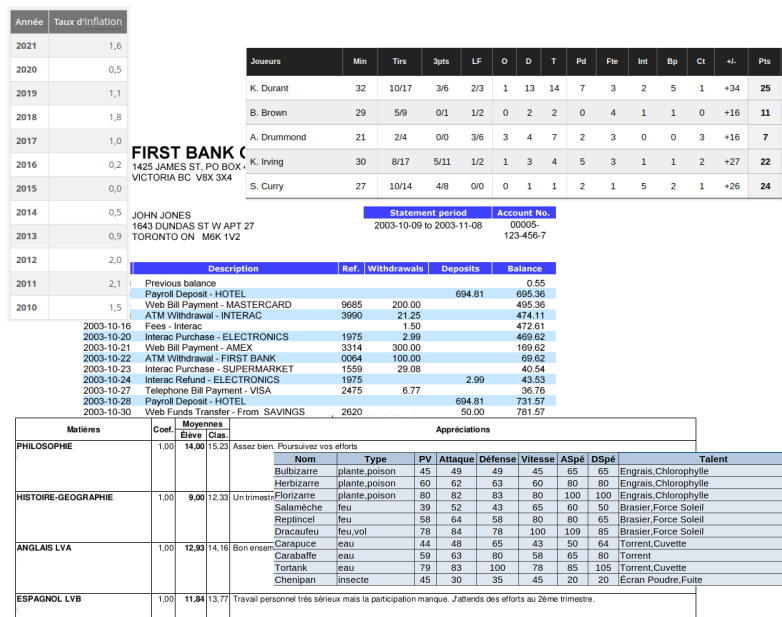 Année Taux d'Inflation
2021 1,6
2020 0,5
2019 1,1
2018 1,8
2017 1,0
2016 0,2
2015 0,0
2014 0,5
2013 0,9
2012 2,0
2011 2,1
2010 1,5
Joueurs Min Tirs 3pts LF O D T Pd Fte Int Bp Ct +/- Pts
K. Durant 32 10/17 3/6 2/3 1 13 14 7 3 2 5 1 +34 25
B. Brown 29 5/9 0/1 1/2 0 2 2 0 4 1 1 0 +16 11
A. Drummond 21 2/4 0/0 3/6 3 4 7 2 3 0 0 3 +16 7
K. Irving 30 8/17 5/11 1/2 1 3 4 5 3 1 1 2 +27 22
S. Curry 27 10/14 4/8 0/0 0 1 1 2 1 5 2 1 +26 24
FIRST BANK
1425 JAMES ST, PO BOX
VICTORIA BC V8X 3X4
JOHN JONES
1643 DUNDAS ST W APT 27
TORONTO ON M6K 1V2
Statement period Account No.
2003-10-09 to 2003-11-08 00005-
123-456-7
Description Ref. Withdrawals Deposits Balance
Previous balance 0.55
Payroll Deposit - HOTEL 694.81 695.36
Web Bill Payment - MASTERCARD 9685 200.00 495.36
ATM Withdrawal - INTERAC 3990 21.25 474.11
2003-10-16 Fees - Interac 1.50 472.61
2003-10-20 Interac Purchase - ELECTRONICS 1975 2.99 469.62
2003-10-21 Web Bill Payment - AMEX 3314 300.00 169.62
2003-10-22 ATM Withdrawal - FIRST BANK 0064 100.00 69.62
2003-10-23 Interac Purchase - SUPERMARKET 1559 29.08 40.54
2003-10-24 Interac Refund - ELECTRONICS 1975 2.99 43.53
2003-10-27 Telephone Bill Payment - VISA 2475 6.77 36.76
2003-10-28 Payroll Deposit - HOTEL 694.81 731.57
2003-10-30 Web Funds Transfer - From SAVINGS 2620 50.00 781.57
Matières Coef. Moyennes Appréciations
Élève Clas.
PHILOSOPHIE 1,00 14,00 15,23 Assez bien. Poursuivez vos efforts
HISTOIRE-GEOGRAPHIE 1,00 9,00 12,33 Un trimestr
ANGLAIS LVA 1,00 12,93 14,16 Bon ensem
ESPAGNOL LVB 1,00 11,84 13,77 Travail personnel très sérieux mais la participation manque. J'attends des efforts au 2ème trimestre.
Nom Type PV Attaque Défense Vitesse ASpé DSpé Talent
Bulbizarre plante,poison 45 49 49 45 65 65 Engrais,Chlorophylle
Herbizarre plante,poison 60 62 63 60 80 80 Engrais,Chlorophylle
Florizarre plante,poison 80 82 83 80 100 100 Engrais,Chlorophylle
Salamèche feu 39 52 43 65 60 50 Brasier,Force Soleil
Reptincel feu 58 64 58 80 80 65 Brasier,Force Soleil
Dracaufeu feu,vol 78 84 78 100 109 85 Brasier,Force Soleil
Carapuce eau 44 48 65 43 50 64 Torrent,Cuvette
Carabaffe eau 59 63 80 58 65 80 Torrent
Tortank eau 79 83 100 78 85 105 Torrent,Cuvette
Chenipan insecte 45 30 35 45 20 20 Écran Poudre,Fuite